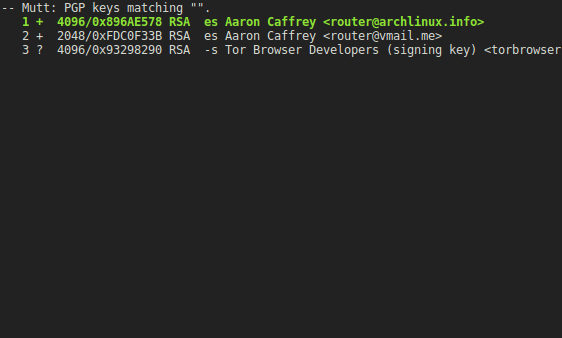 -- Mutt: PGP keys matching "".
1 + 4096/0x896AE578 RSA es Aaron Caffrey <router@archlinux.info>
2 + 2048/0xFDC0F33B RSA es Aaron Caffrey <router@vmail.me>
3 ? 4096/0x93298290 RSA -s Tor Browser Developers (signing key) <torbrowser